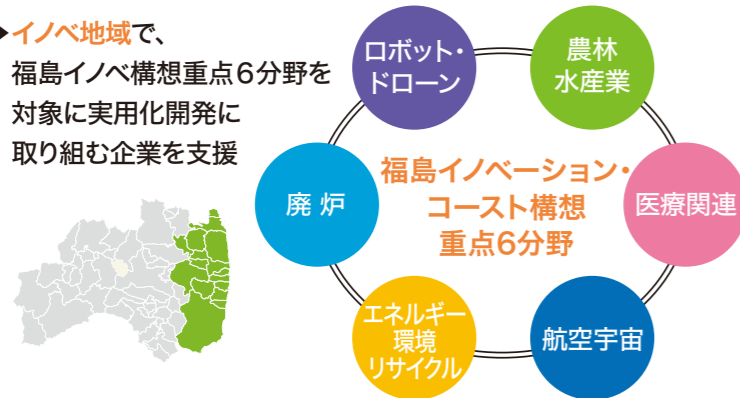 イノベ地域で、
福島イノベ構想重点6分野を
対象に実用化開発に
取り組む企業を支援
ロボット・
ドローン
農林
水産業
廃 炉
福島イノベーション・
コースト構想
重点6分野
医療関連
エネルギー
環境
リサイクル
航空宇宙